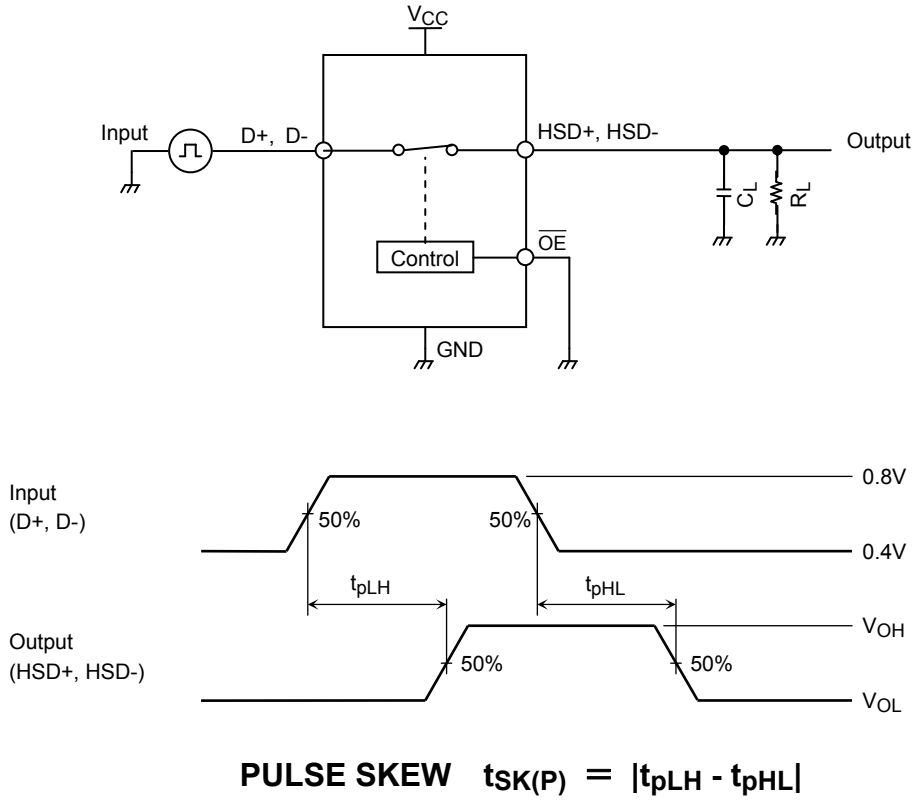 VCC
Input
D+, D-
HSD+, HSD-
Output
CL
RL
OE
Control
GND
Input
(D+, D-)
50%
50%
0.8V
0.4V
tpLH
tpHL
Output
(HSD+, HSD-)
50%
50%
VOH
VOL
PULSE SKEW tSK(P) = |tpLH - tpHL|